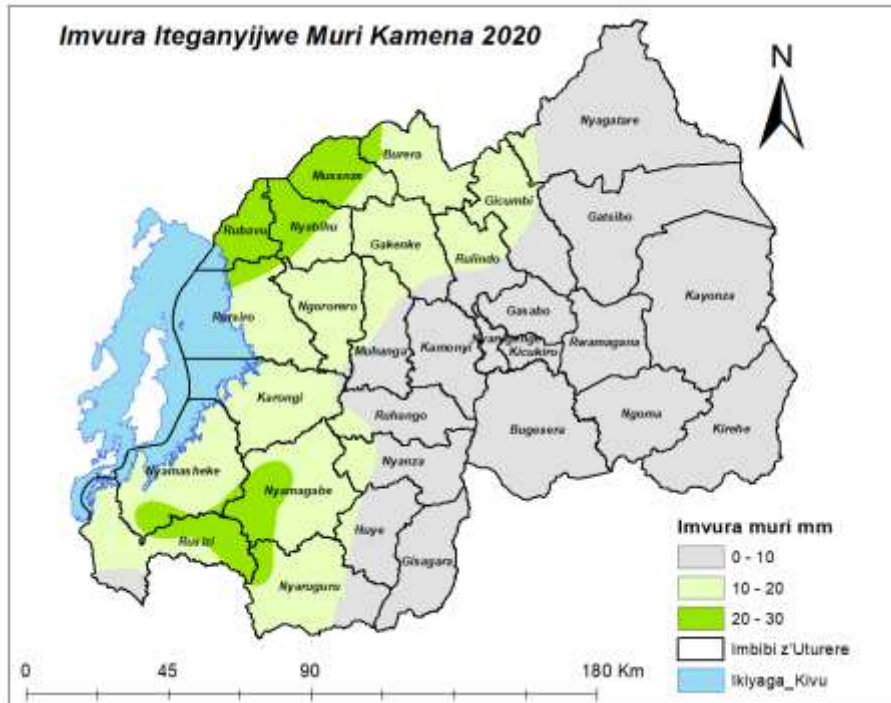 Imvura Iteganyijwe Muri Kamena 2020
N
Nyagatare
Burera
Musanze
Gicumbi
Gatsibo
Rubavu
Nyabihu
Gakenke
Rulindo
Kayonza
Rutsiro
Ngororero
Gasabo
Muhanga
Kamonyi
Kicukiro
Rwamagana
Karongi
Ruhango
Bugesera
Ngoma
Kirehe
Nyamasheke
Nyanza
Nyamagabe
Huye
Rusizi
Gisagara
Nyaruguru
Imvura muri mm
0 - 10
10 - 20
20 - 30
Imbibi z'Uturere
Ikiyaga_Kivu
0 45 90 180 Km